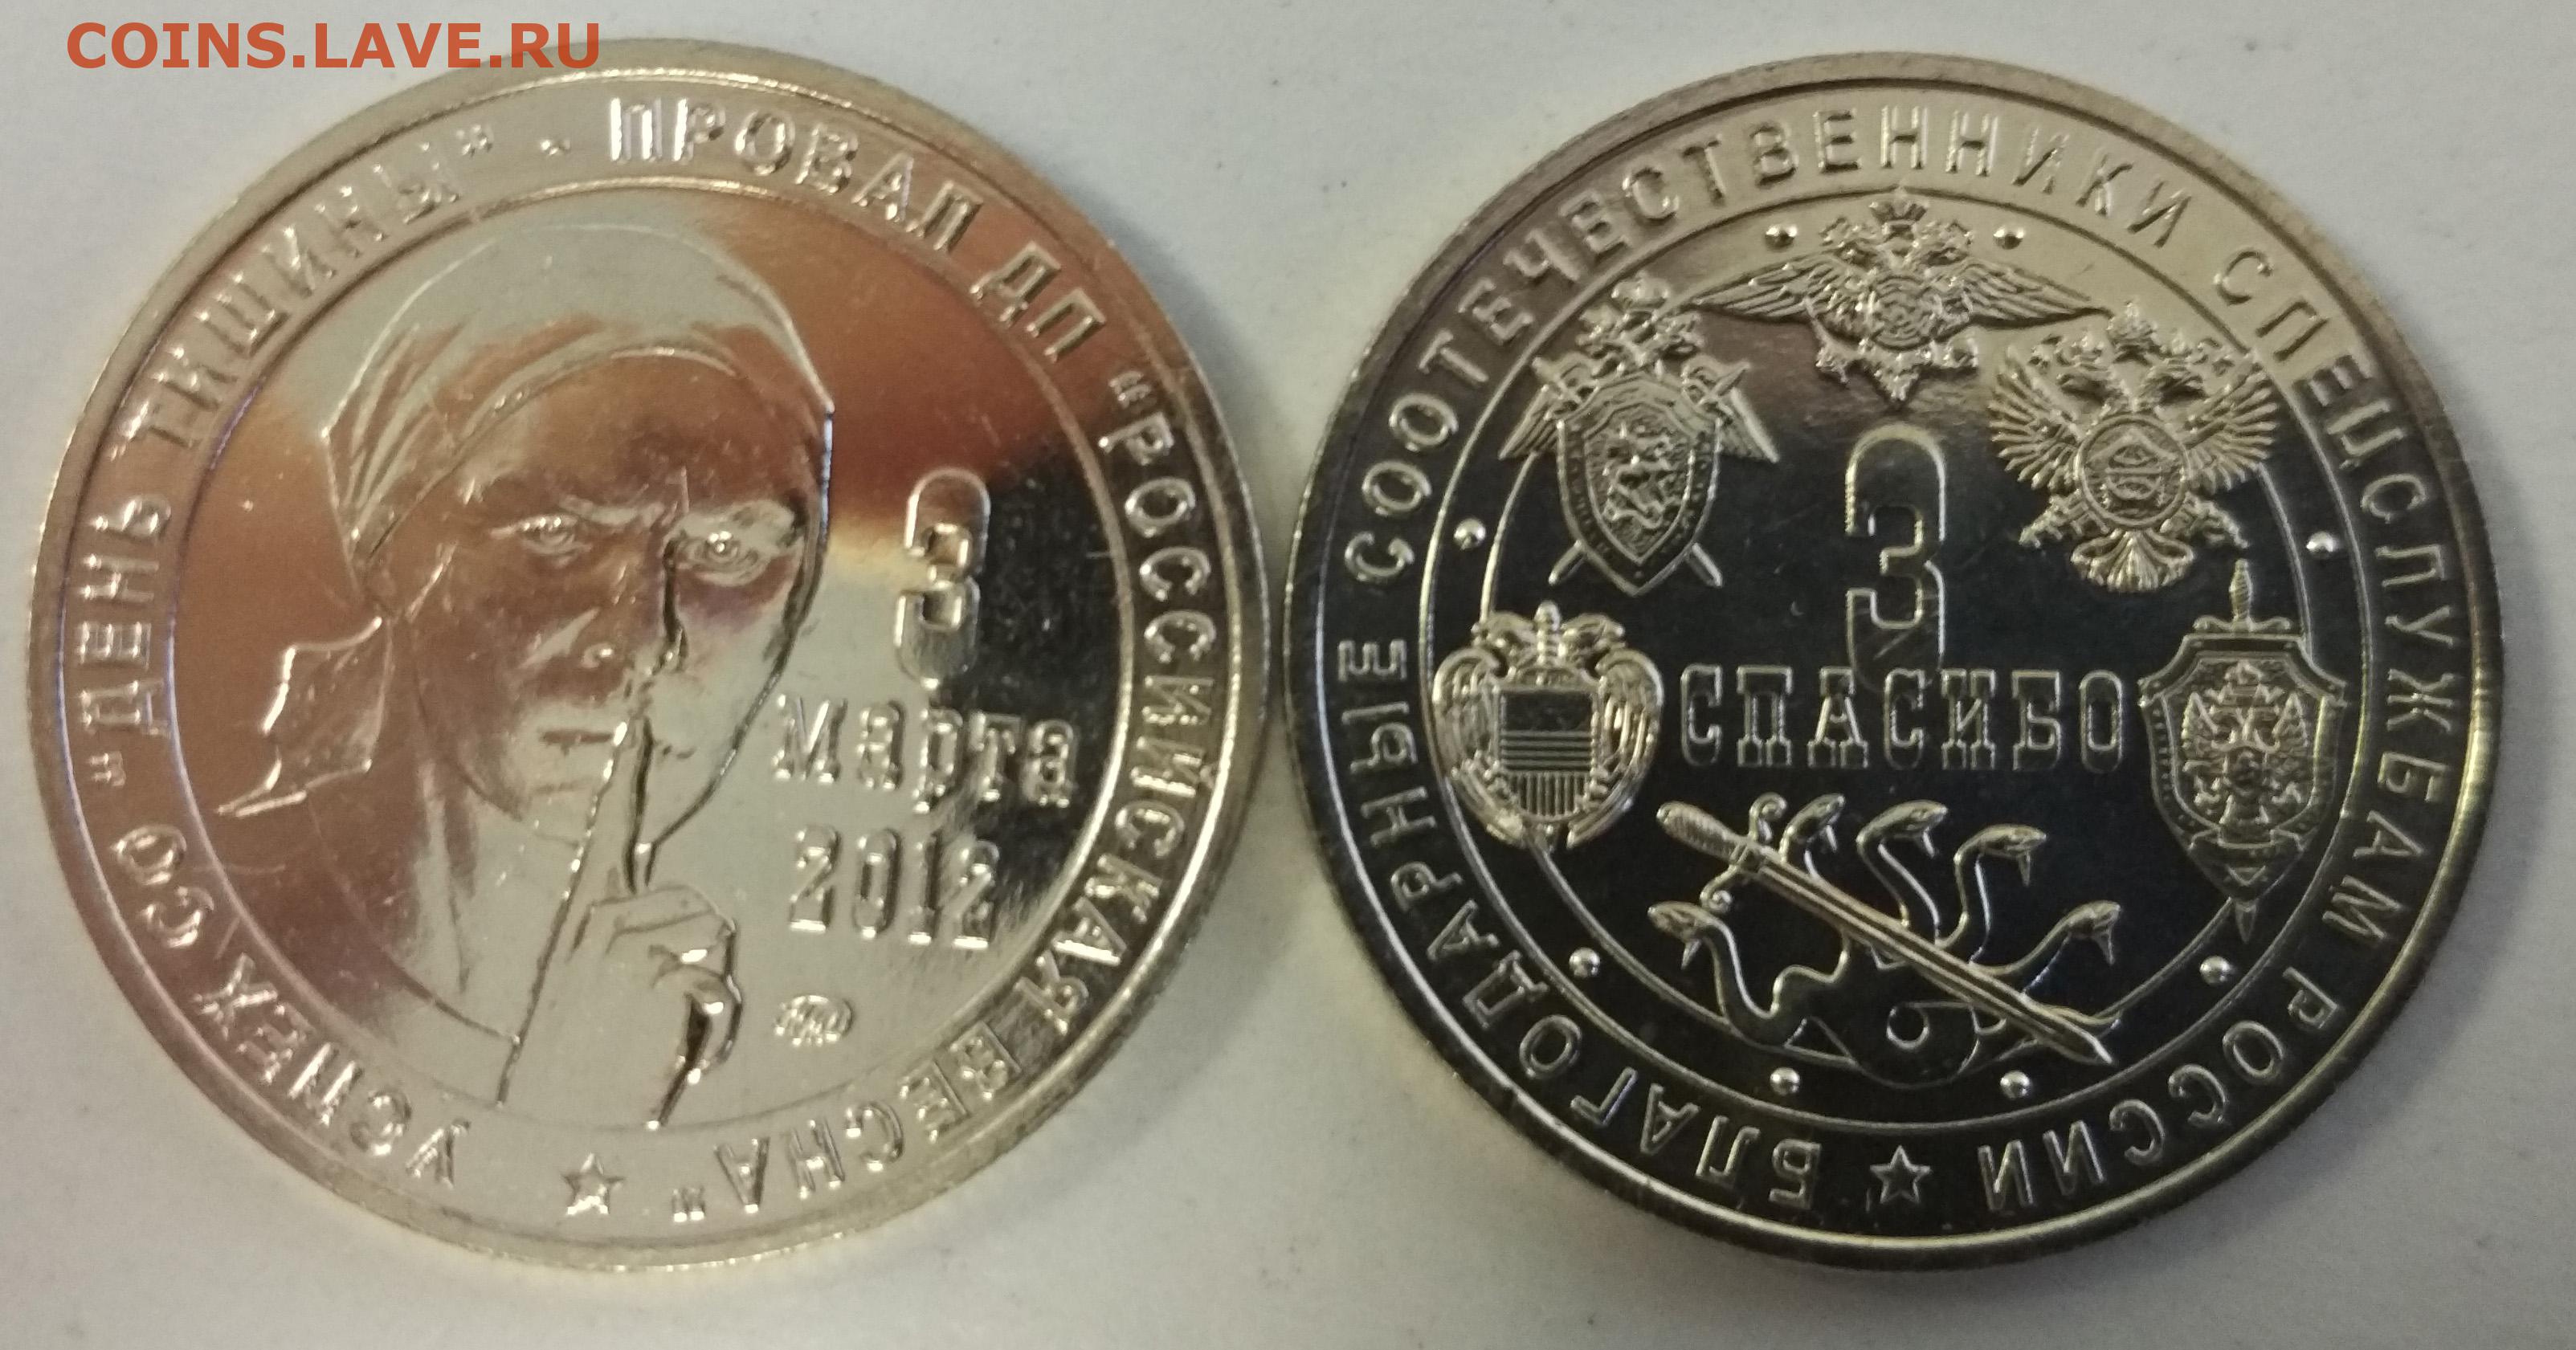 COINS.LAVE.RU
УСПЕХ СО "ДЕНЬ ТИШИНЫ" - ПРОВАЛ ДП "РОССИЙСКАЯ ВЕСНА"
3
марта
2012
ММД
БЛАГОДАРНЫЕ СООТЕЧЕСТВЕННИКИ СПЕЦСЛУЖБАМ РОССИИ
З
СПАСИБО